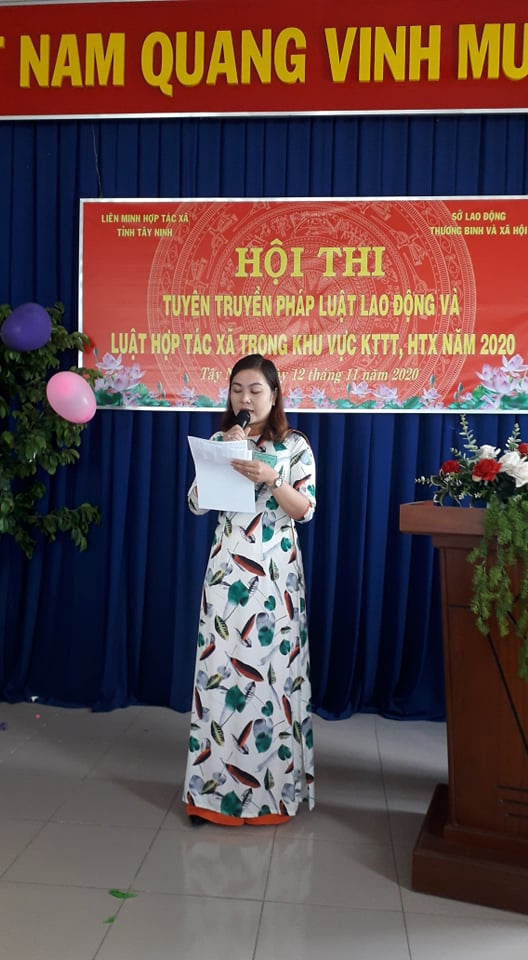 T NAM QUANG VINH MU
LIÊN MINH HỢP TÁC XÃ
TỈNH TÂY NINH
SỞ LAO ĐỘNG
THƯƠNG BINH VÀ XÃ HỘI
HỘI THI
TUYÊN TRUYỀN PHÁP LUẬT LAO ĐỘNG VÀ
LUẬT HỢP TÁC XÃ TRONG KHU VỰC KTTT, HTX NĂM 2020
Tây 12 tháng 11 năm 2020